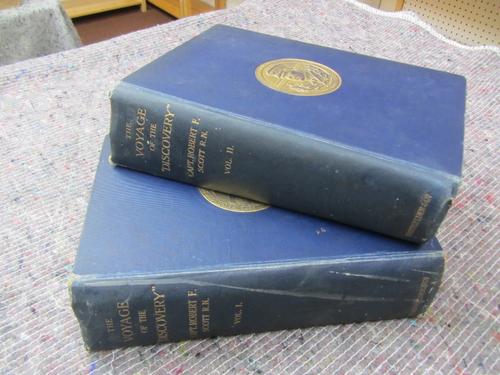 THE
VOYAGE
OF THE
"DISCOVERY"
CAPT. ROBERT F.
SCOTT R.N.
VOL. II.
THE
VOYAGE
OF THE
"DISCOVERY"
CAPT. ROBERT F.
SCOTT R.N.
VOL. I.